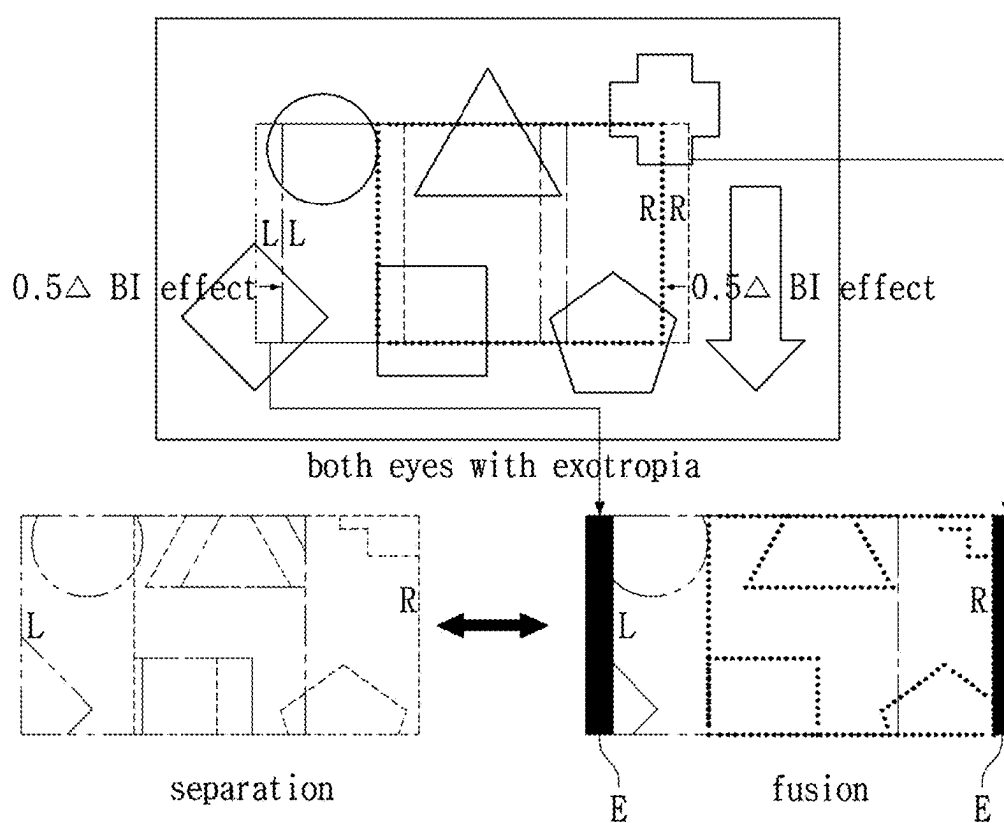 R R
L L
0.5△ BI effect
0.5△ BI effect
both eyes with exotropia
R
L
L
R
separation
fusion
E
E